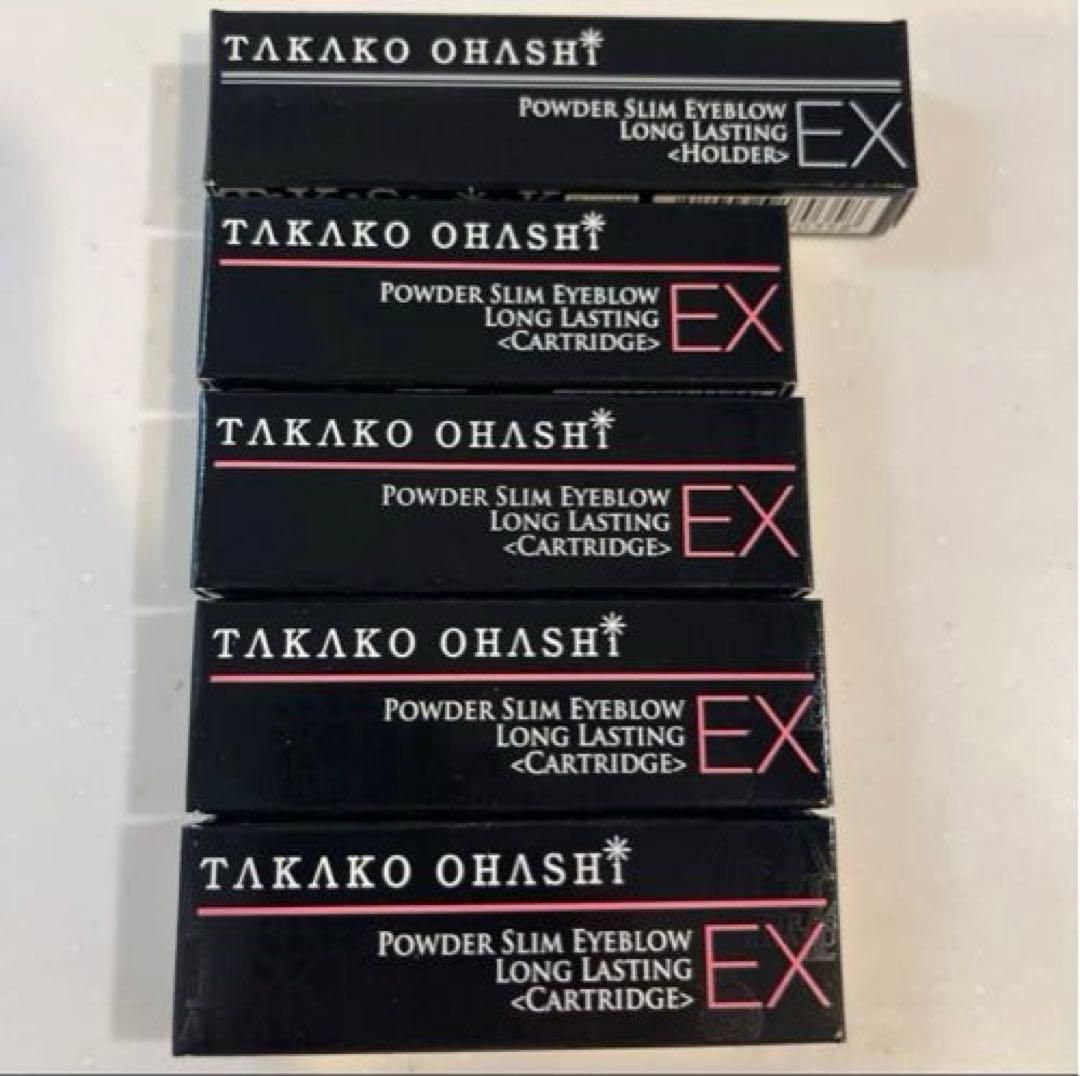 TAKAKO OHASHI
POWDER SLIM EYEBLOW
LONG LASTING
<HOLDER>
EX
TAKAKO OHASHI
POWDER SLIM EYEBLOW
LONG LASTING
<CARTRIDGE>
EX
TAKAKO OHASHI
POWDER SLIM EYEBLOW
LONG LASTING
<CARTRIDGE>
EX
TAKAKO OHASHI
POWDER SLIM EYEBLOW
LONG LASTING
<CARTRIDGE>
EX
TAKAKO OHASHI
POWDER SLIM EYEBLOW
LONG LASTING
<CARTRIDGE>
EX